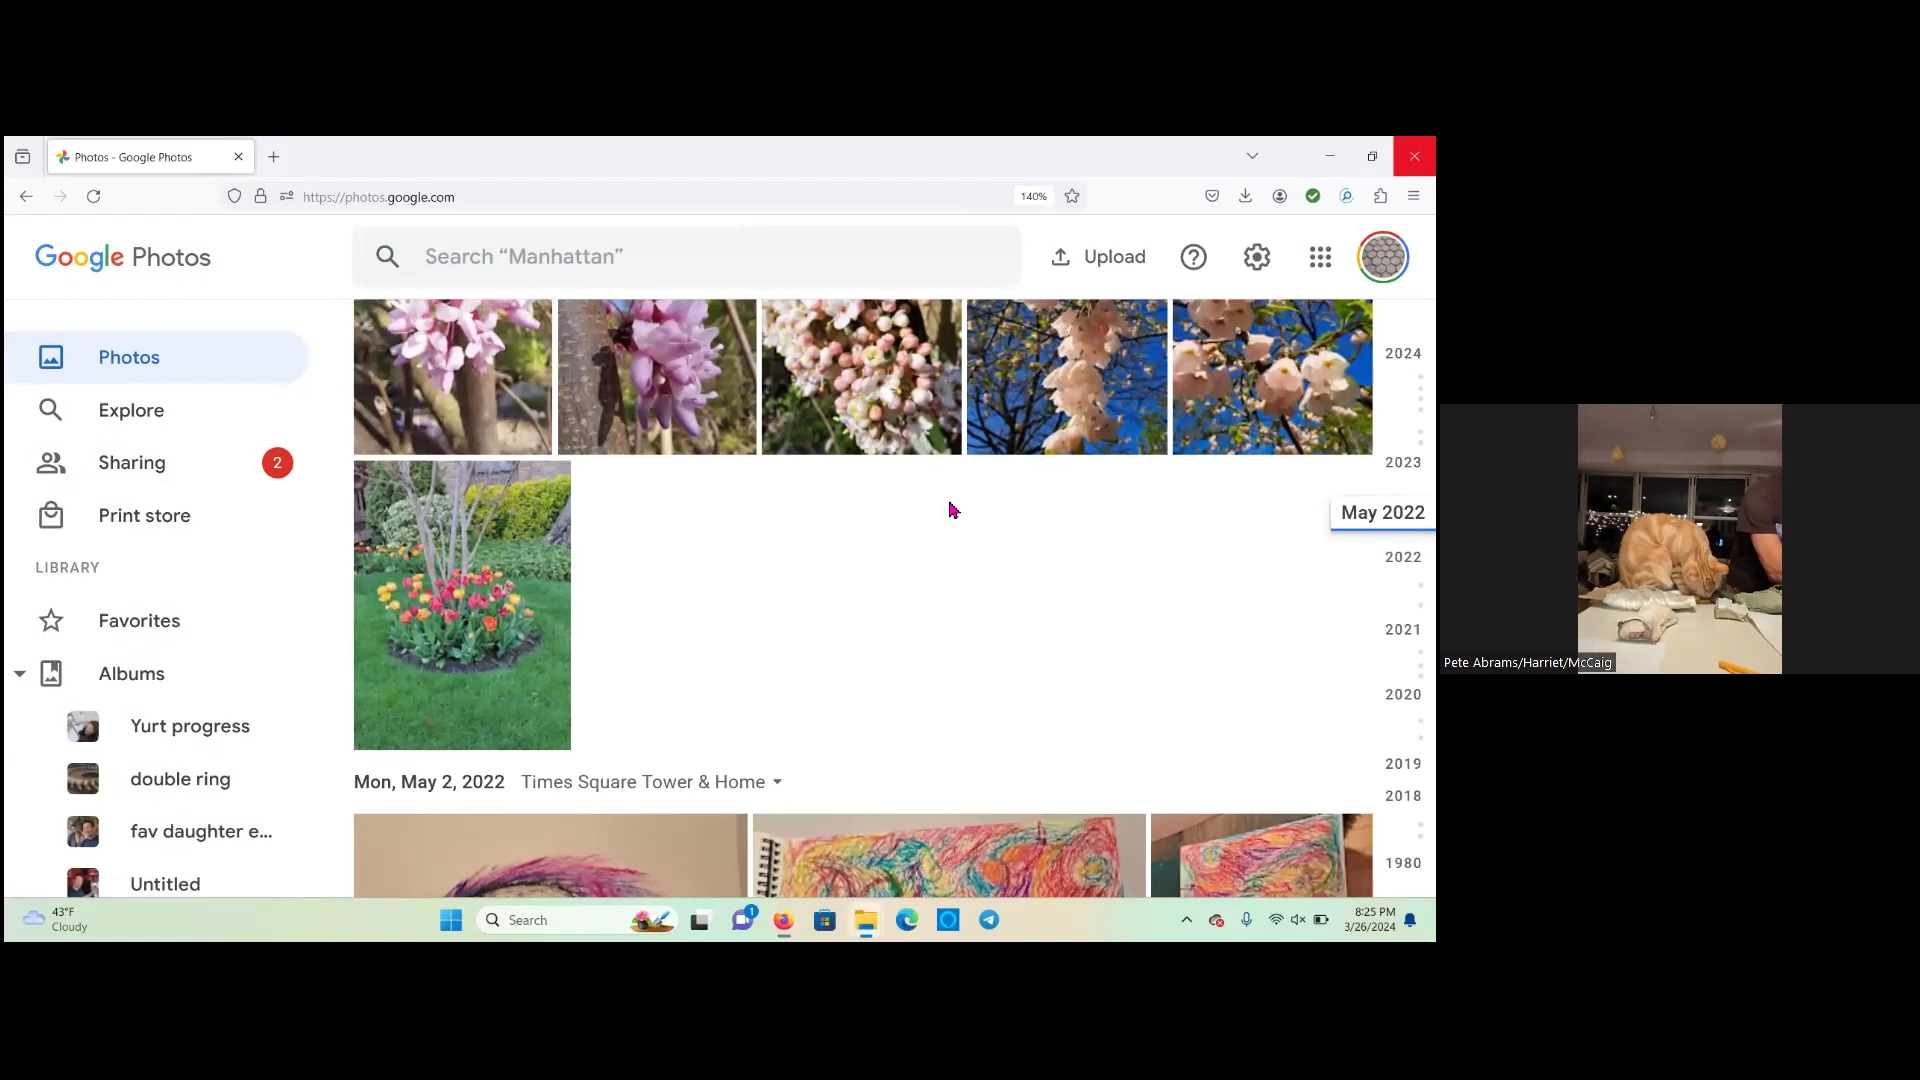 Photos - Google Photos
https://photos.google.com
140%
Google Photos
Search “Manhattan”
Upload
Photos
Explore
Sharing
2
Print store
LIBRARY
Favorites
Albums
Yurt progress
double ring
fav daughter e...
Untitled
2024
2023
May 2022
2022
2021
2020
2019
2018
1980
Mon, May 2, 2022 Times Square Tower & Home
Pete Abrams/Harriet/McCaig
43°F
Cloudy
Search
1
8:25 PM
3/26/2024